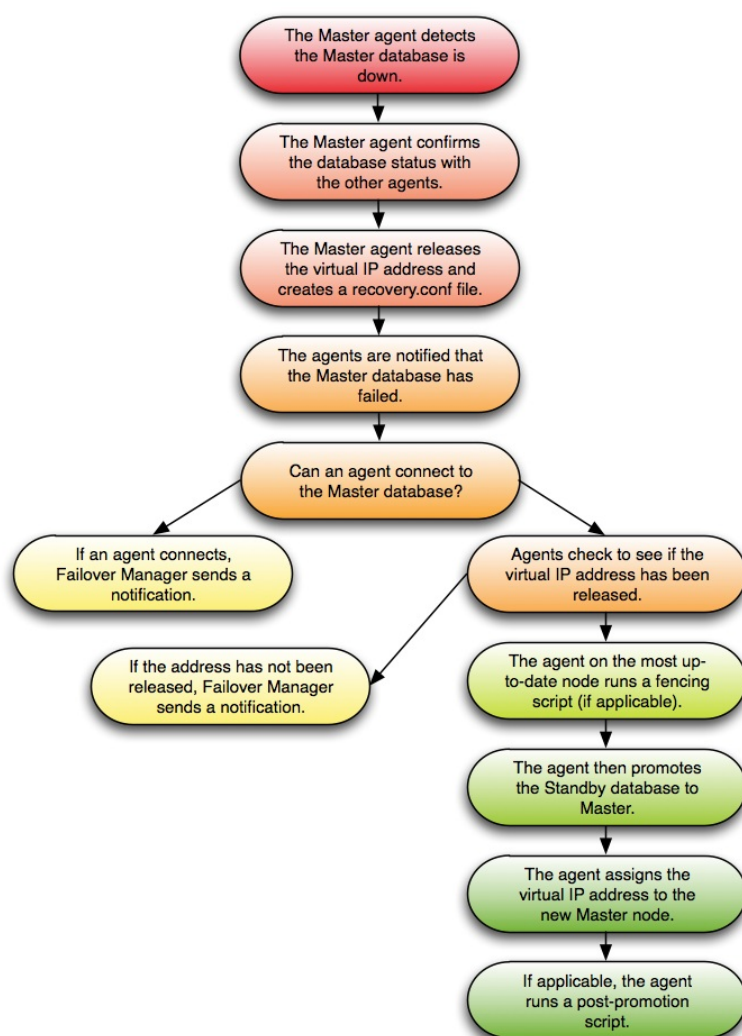 The Master agent detects
the Master database is
down.
The Master agent confirms
the database status with
the other agents.
The Master agent releases
the virtual IP address and
creates a recovery.conf file.
The agents are notified that
the Master database has
failed.
Can an agent connect to
the Master database?
If an agent connects,
Failover Manager sends a
notification.
Agents check to see if the
virtual IP address has been
released.
If the address has not been
released, Failover Manager
sends a notification.
The agent on the most up-
to-date node runs a fencing
script (if applicable).
The agent then promotes
the Standby database to
Master.
The agent assigns the
virtual IP address to the
new Master node.
If applicable, the agent
runs a post-promotion
script.